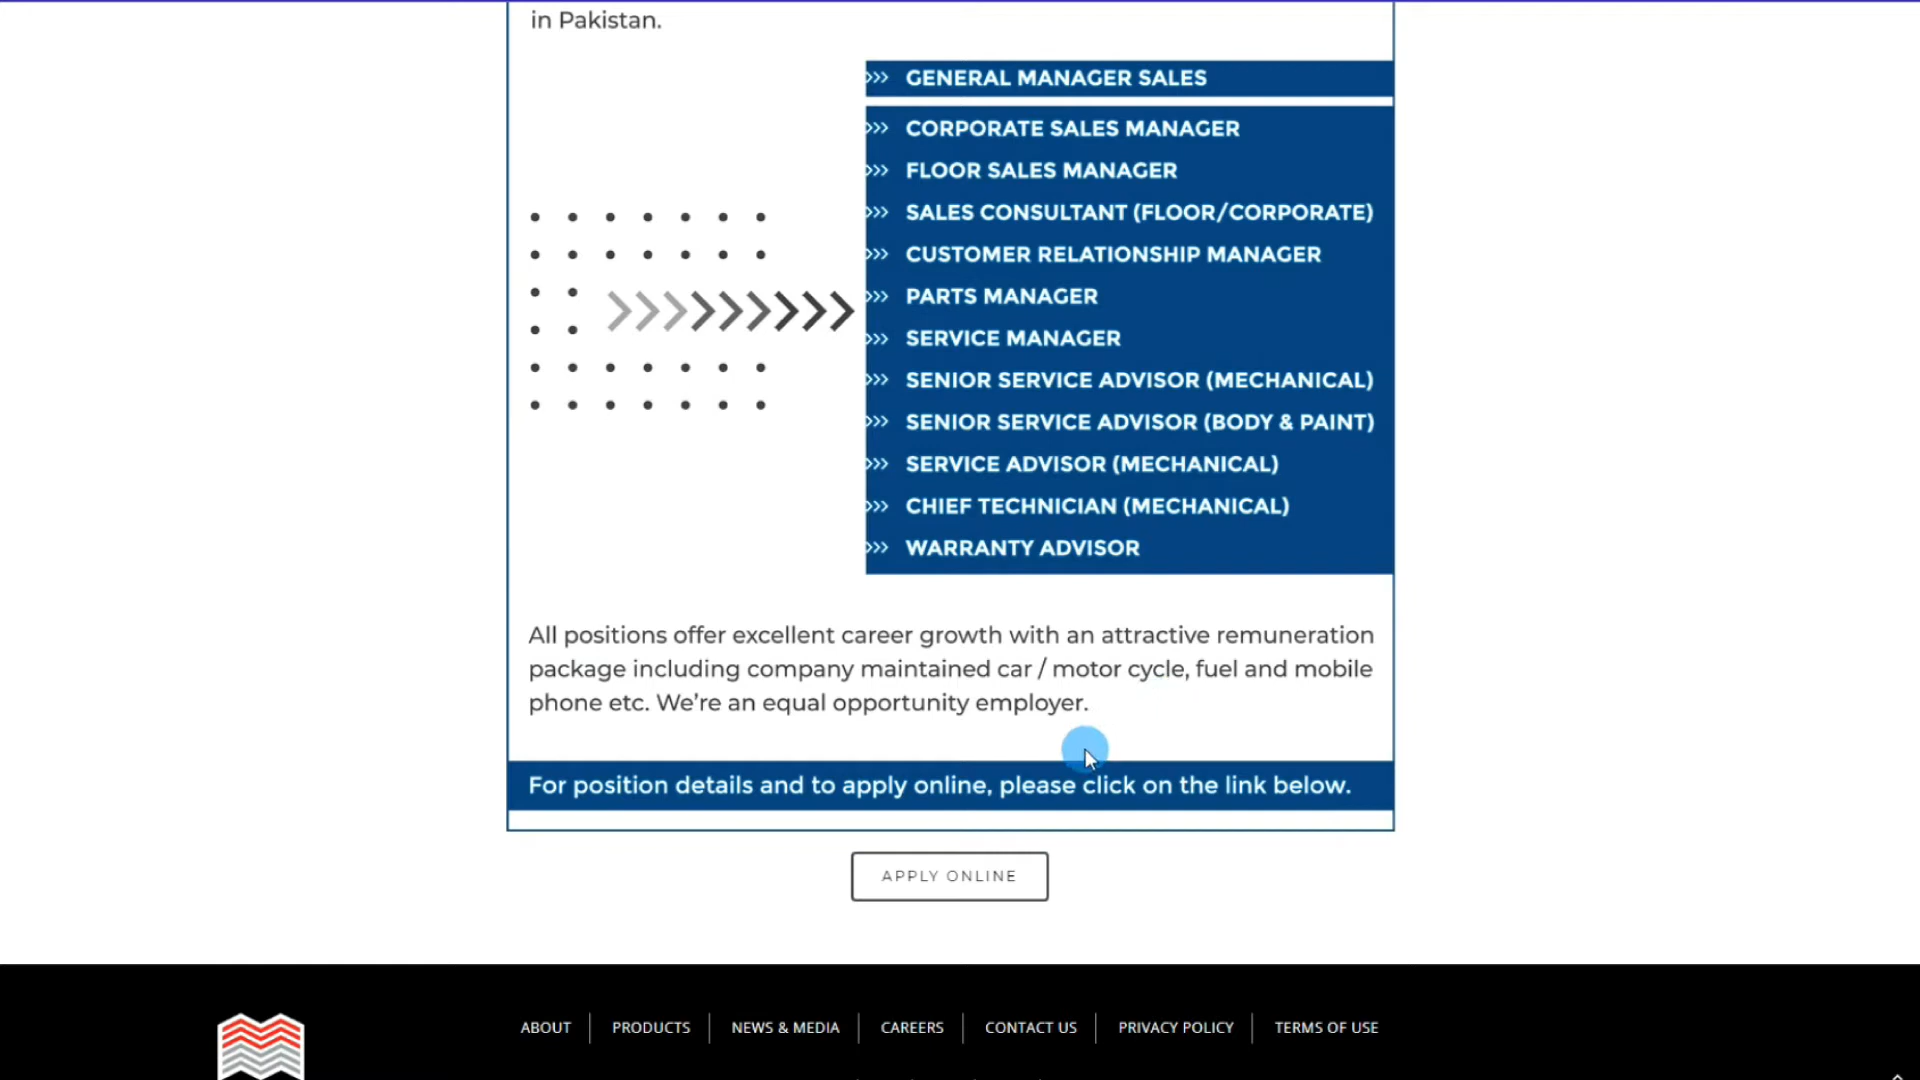 in Pakistan.
GENERAL MANAGER SALES
CORPORATE SALES MANAGER
FLOOR SALES MANAGER
SALES CONSULTANT (FLOOR/CORPORATE)
CUSTOMER RELATIONSHIP MANAGER
PARTS MANAGER
SERVICE MANAGER
SENIOR SERVICE ADVISOR (MECHANICAL)
SENIOR SERVICE ADVISOR (BODY & PAINT)
SERVICE ADVISOR (MECHANICAL)
CHIEF TECHNICIAN (MECHANICAL)
WARRANTY ADVISOR
All positions offer excellent career growth with an attractive remuneration
package including company maintained car / motor cycle, fuel and mobile
phone etc. We’re an equal opportunity employer.
For position details and to apply online, please click on the link below.
APPLY ONLINE
ABOUT PRODUCTS NEWS & MEDIA CAREERS CONTACT US PRIVACY POLICY TERMS OF USE